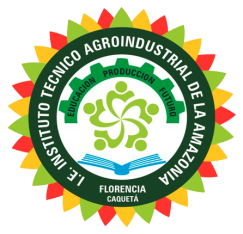 I.E. INSTITUTO TECNICO AGROINDUSTRIAL DE LA AMAZONIA
EDUCACION PRODUCCION FUTURO
FLORENCIA
CAQUETÁ